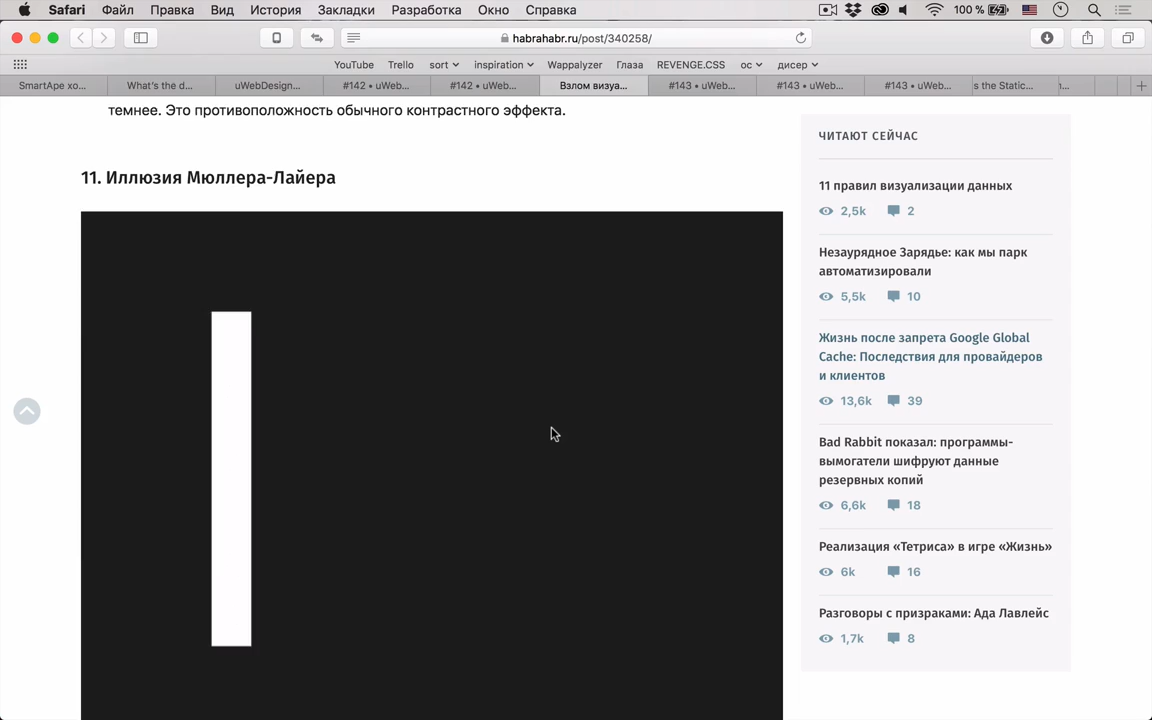 Safari Файл Правка Вид История Закладки Разработка Окно Справка 100 %
habrahabr.ru/post/340258/
YouTube Trello sort inspiration Wappalyzer Глаза REVENGE.CSS ос дисер
SmartApe хо... What's the d... uWebDesign... #142 – uWeb... #142 – uWeb... Взлом визуа... #143 – uWeb... #143 – uWeb... #143 – uWeb... s the Static...
темнее. Это противоположность обычного контрастного эффекта.
11. Иллюзия Мюллера-Лайера
ЧИТАЮТ СЕЙЧАС
11 правил визуализации данных
2,5k 2
Незаурядное Зарядье: как мы парк
автоматизировали
5,5k 10
Жизнь после запрета Google Global
Cache: Последствия для провайдеров
и клиентов
13,6k 39
Bad Rabbit показал: программы-
вымогатели шифруют данные
резервных копий
6,6k 18
Реализация «Тетриса» в игре «Жизнь»
6k 16
Разговоры с призраками: Ада Лавлейс
1,7k 8